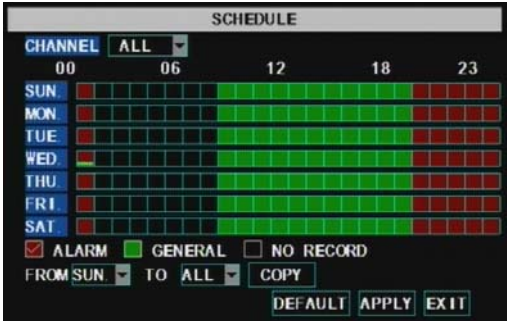 SCHEDULE
CHANNEL ALL
00 06 12 18 23
SUN.
MON.
TUE
WED.
THU.
FRI.
SAT.
ALARM GENERAL NO RECORD
FROM SUN. TO ALL COPY
DEFAULT APPLY EXIT